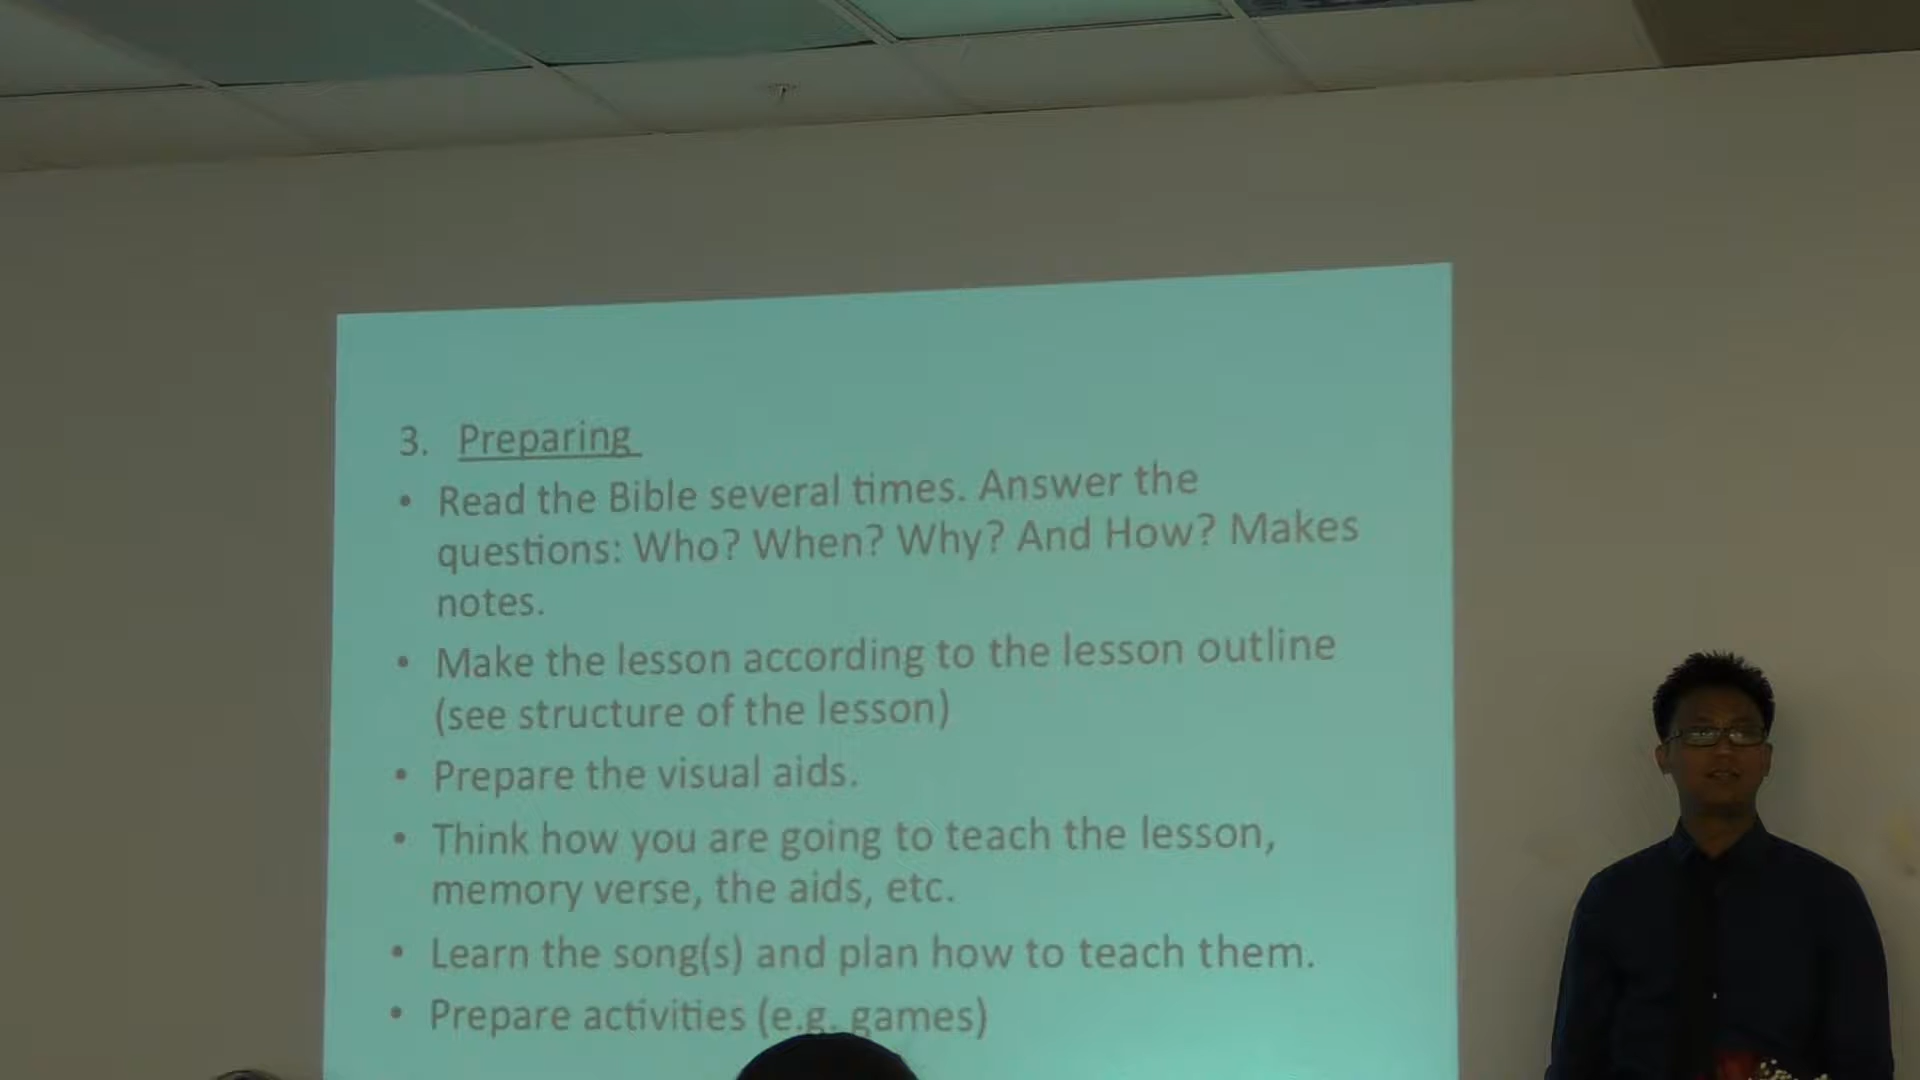 3. Preparing
• Read the Bible several times. Answer the
questions: Who? When? Why? And How? Makes
notes.
• Make the lesson according to the lesson outline
(see structure of the lesson)
• Prepare the visual aids.
• Think how you are going to teach the lesson,
memory verse, the aids, etc.
• Learn the song(s) and plan how to teach them.
• Prepare activities (e.g. games)